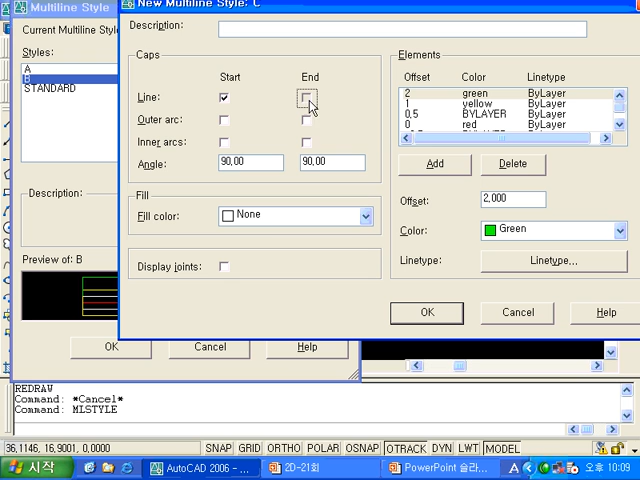 Multiline Style
New Multiline Style: C
Current Multiline Style
Styles:
A
B
STANDARD
Description:
Preview of: B
OK
Cancel
Help
Description:
Caps
Start
End
Line:
Outer arc:
Inner arcs:
Angle:
90,00
90,00
Fill
Fill color:
None
Display joints:
Elements
Offset Color Linetype
2 green ByLayer
1 yellow ByLayer
0,5 BYLAYER ByLayer
0 red ByLayer
Add
Delete
Offset:
2,000
Color:
Green
Linetype:
Linetype...
OK
Cancel
Help
REDRAW
Command: *Cancel*
Command: MLSTYLE
36,1146, 16,9001, 0,0000
SNAP GRID ORTHO POLAR OSNAP OTRACK DYN LWT MODEL
시작
AutoCAD 2006 - ...
2D-21회
PowerPoint 슬라...
A
오후 10:09